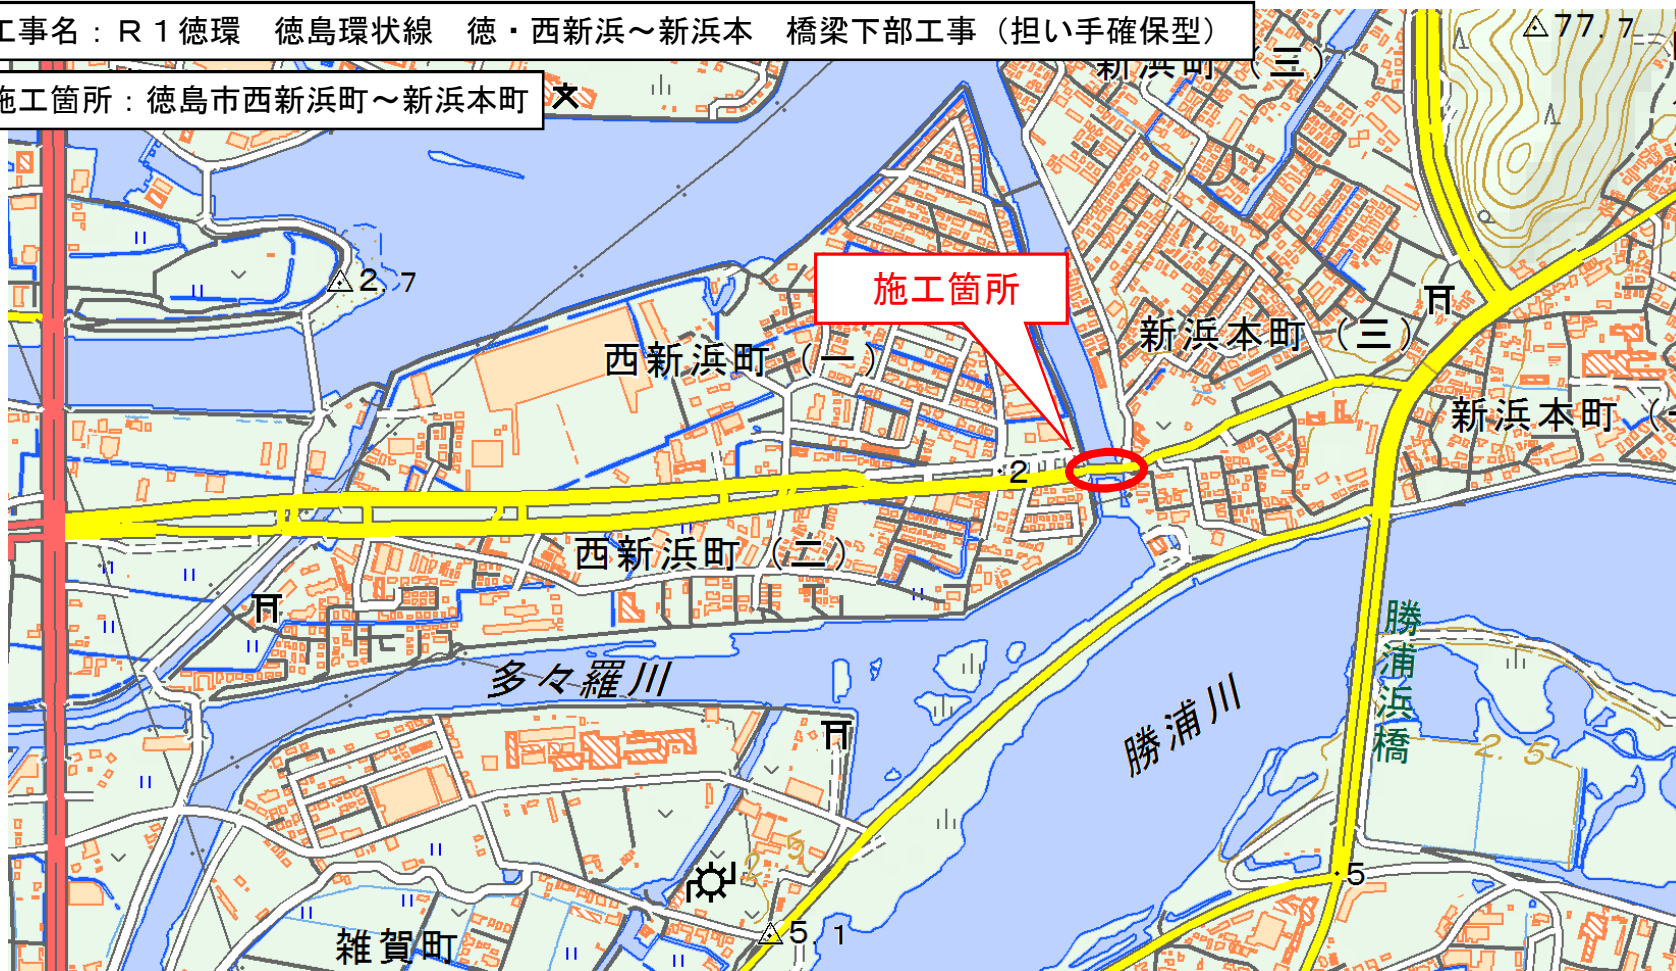 工事名：Ｒ１徳環　徳島環状線　徳・西新浜～新浜本　橋梁下部工事（担い手確保型）
施工箇所：徳島市西新浜町～新浜本町
77.7
新浜町（三）
2.7
施工箇所
新浜本町（三）
西新浜町（一）
新浜本町（
2
西新浜町（二）
勝浦浜橋
多々羅川
勝浦川
2.5
2.5
5
5.1
雑賀町